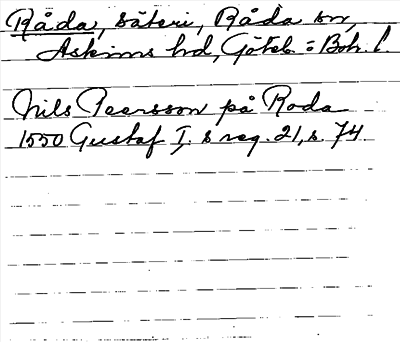 Råda, säteri, Råda sn,
Askims hd, Göteb = Boh. l.
Nils Peersson på Roda
1550 Gustaf I. s reg. 21, s. 74.